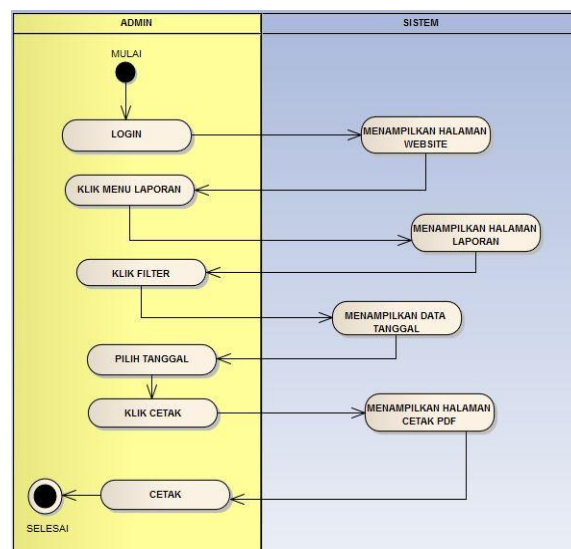 ADMIN
SISTEM
MULAI
LOGIN
MENAMPILKAN HALAMAN
WEBSITE
KLIK MENU LAPORAN
MENAMPILKAN HALAMAN
LAPORAN
KLIK FILTER
MENAMPILKAN DATA
TANGGAL
PILIH TANGGAL
KLIK CETAK
MENAMPILKAN HALAMAN
CETAK PDF
CETAK
SELESAI